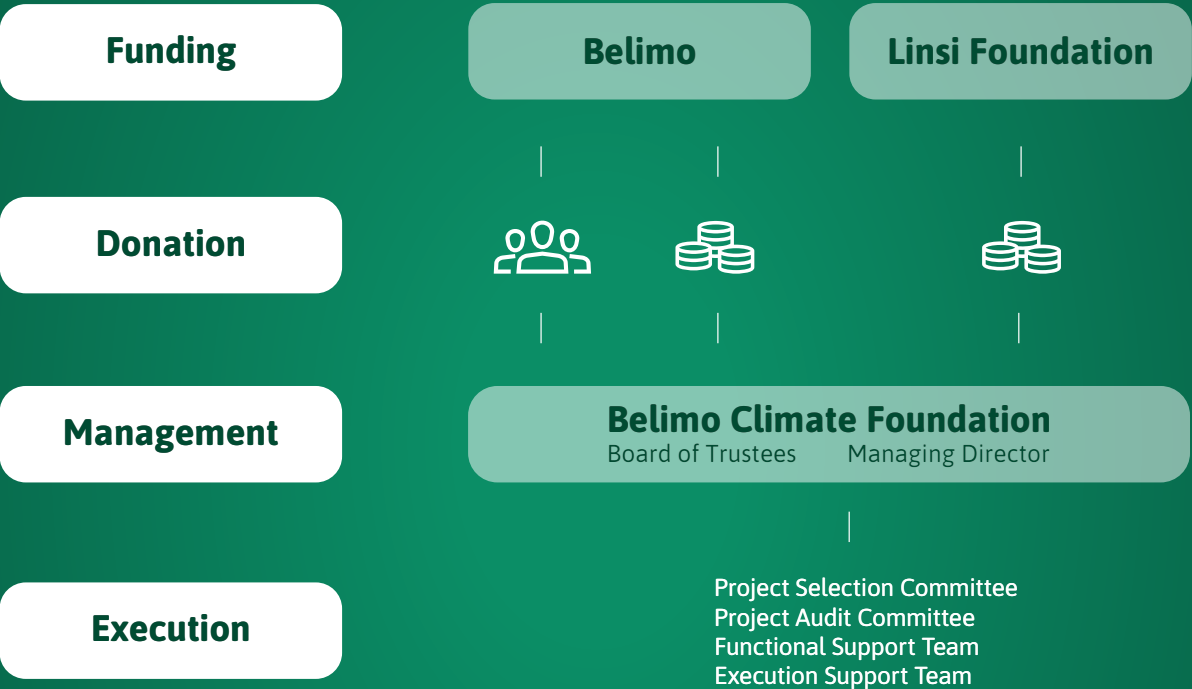 Funding
Belimo
Linsi Foundation
Donation
Management
Belimo Climate Foundation
Board of Trustees
Managing Director
Execution
Project Selection Committee
Project Audit Committee
Functional Support Team
Execution Support Team